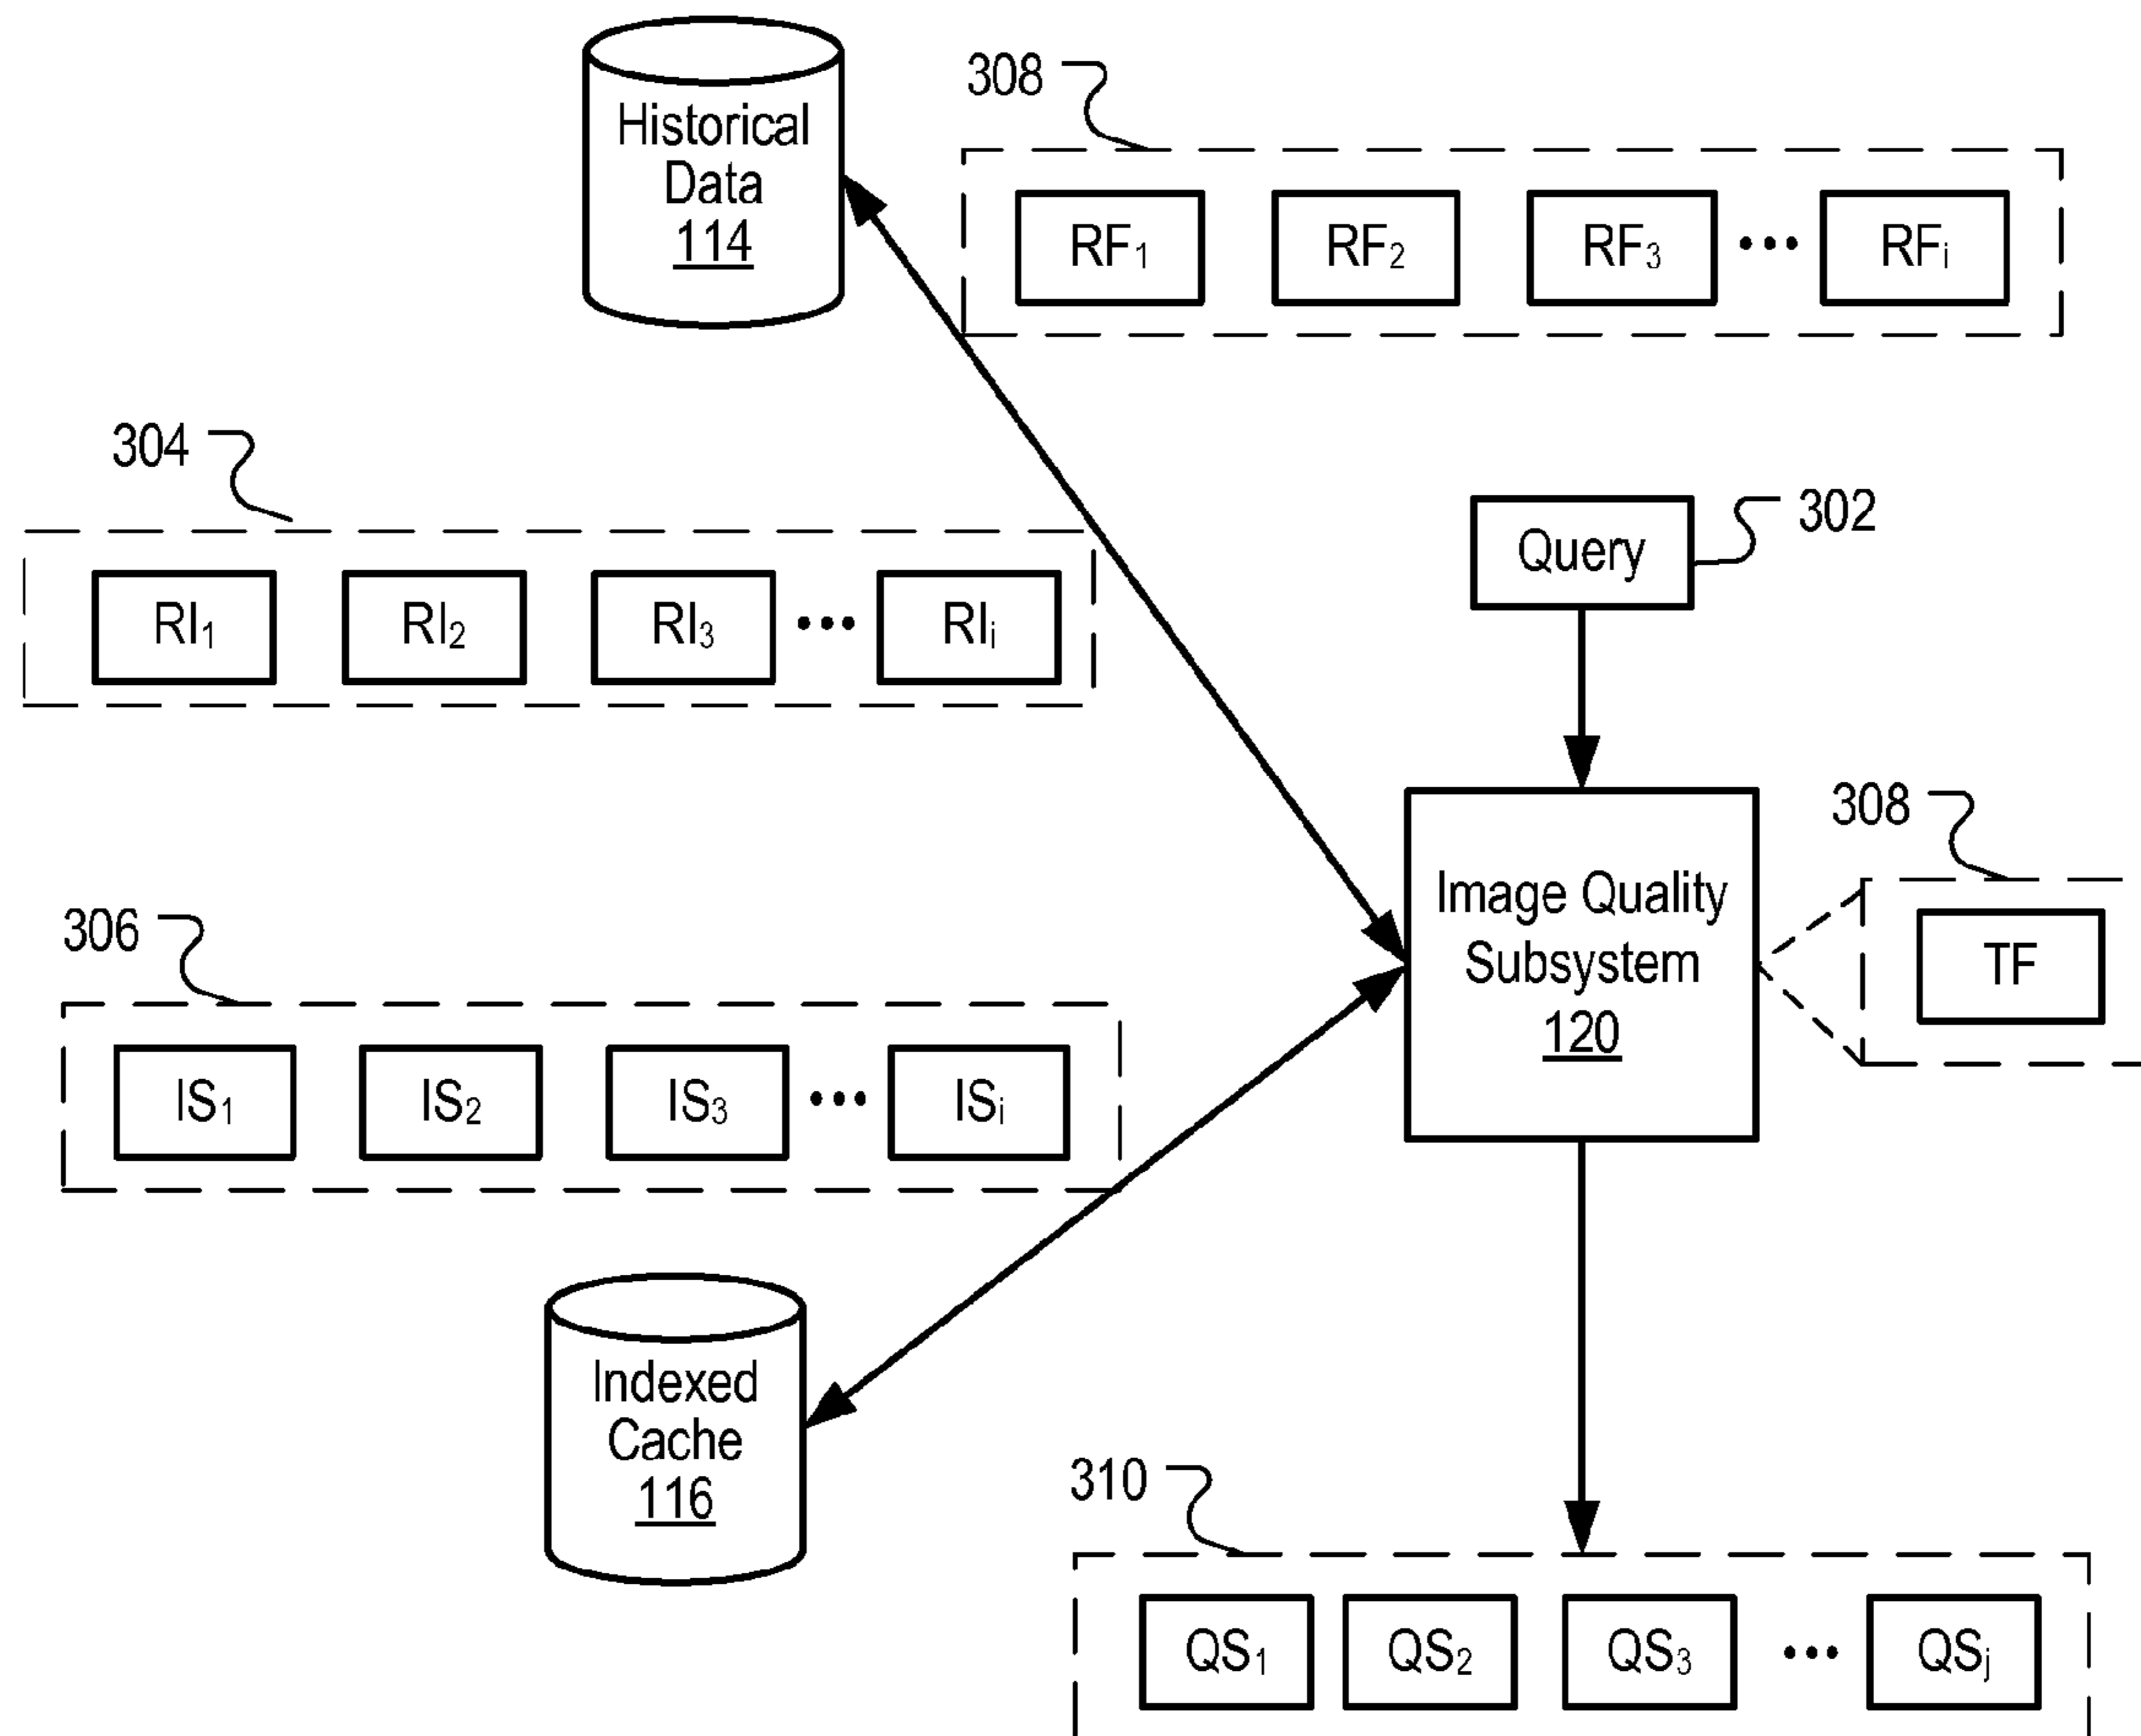 308
Historical
Data
114
RF₁ RF₂ RF₃ ••• RFᵢ
304
302
Query
RI₁ RI₂ RI₃ ••• RIᵢ
308
Image Quality
Subsystem
120
TF
306
IS₁ IS₂ IS₃ ••• ISᵢ
Indexed
Cache
116
310
QS₁ QS₂ QS₃ ••• QSⱼ